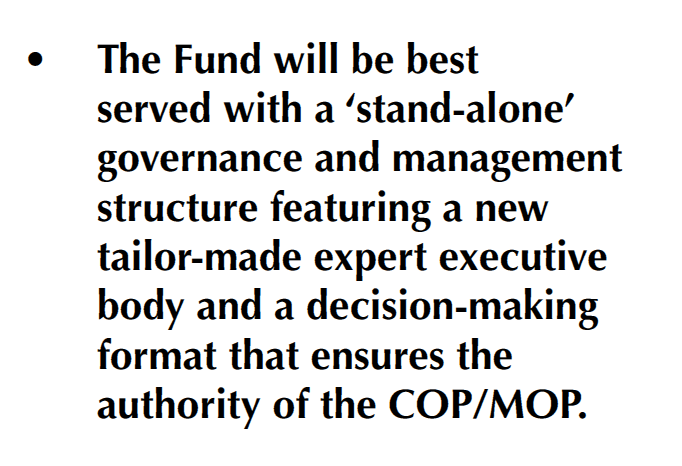 • The Fund will be best
served with a ‘stand-alone’
governance and management
structure featuring a new
tailor-made expert executive
body and a decision-making
format that ensures the
authority of the COP/MOP.